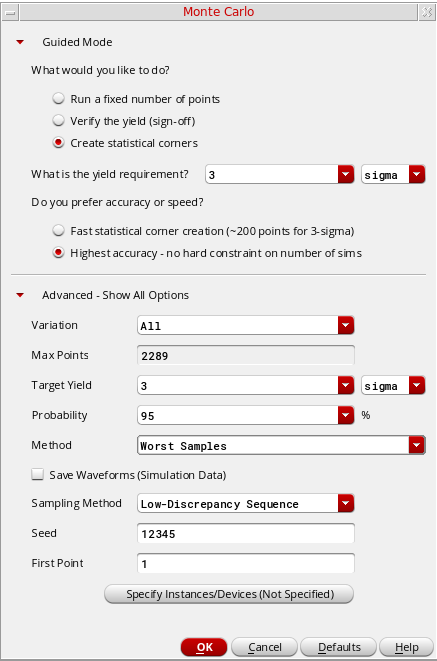 Monte Carlo
Guided Mode
What would you like to do?
Run a fixed number of points
Verify the yield (sign-off)
Create statistical corners
What is the yield requirement? 3 sigma
Do you prefer accuracy or speed?
Fast statistical corner creation (~200 points for 3-sigma)
Highest accuracy - no hard constraint on number of sims
Advanced - Show All Options
Variation All
Max Points 2289
Target Yield 3 sigma
Probability 95 %
Method Worst Samples
Save Waveforms (Simulation Data)
Sampling Method Low-Discrepancy Sequence
Seed 12345
First Point 1
Specify Instances/Devices (Not Specified)
OK Cancel Defaults Help